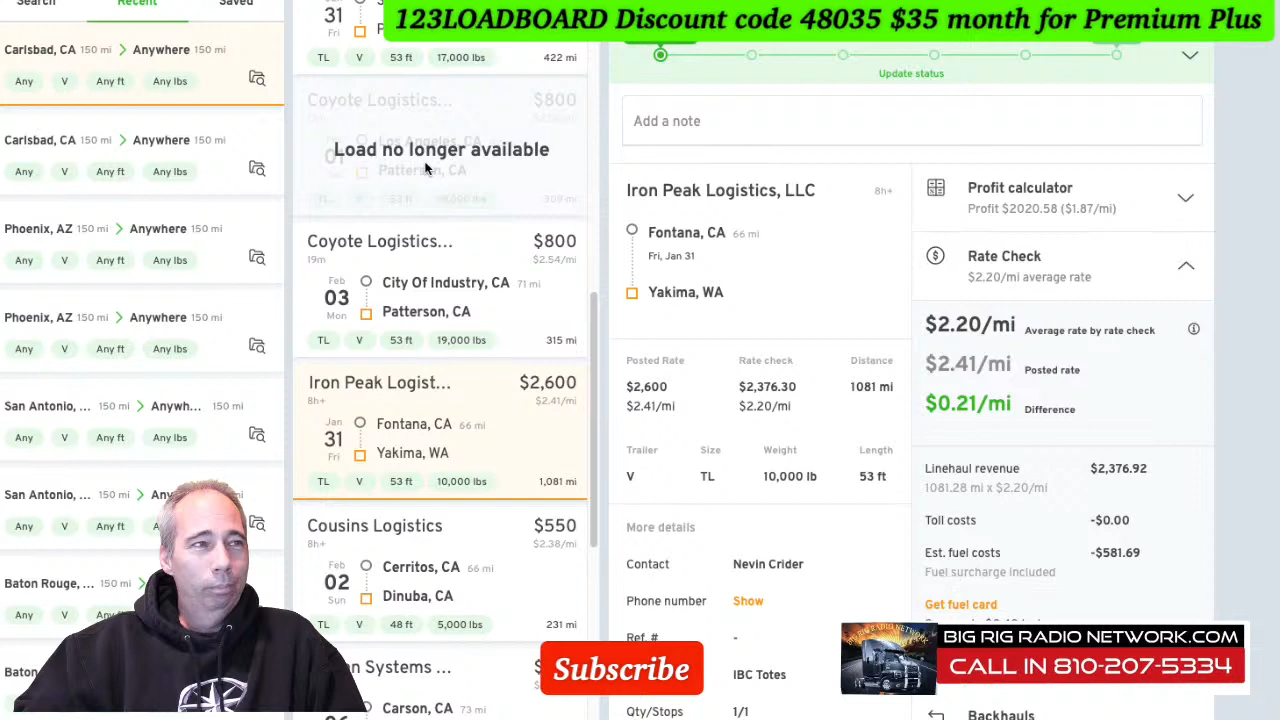 123LOADBOARD Discount code 48035 $35 month for Premium Plus
Search Recent Saved
Carlsbad, CA 150 mi > Anywhere 150 mi
Any V Any ft Any lbs
Carlsbad, CA 150 mi > Anywhere 150 mi
Any V Any ft Any lbs
Phoenix, AZ 150 mi > Anywhere 150 mi
Any V Any ft Any lbs
Phoenix, AZ 150 mi > Anywhere 150 mi
Any V Any ft Any lbs
San Antonio, ... 150 mi > Anywh... 150 mi
Any V Any ft Any lbs
San Antonio, ... 150 mi
Any V Any ft
Baton Rouge, ... 150 mi
Any V Any ft
Baton
31
Fri
TL V 53 ft 17,000 lbs 422 mi
Coyote Logistics... $800
Los Angeles, CA
Load no longer available
Patterson, CA
TL V 53 ft
Coyote Logistics... $800
19m $2.54/mi
Feb
03
Mon
City Of Industry, CA 71 mi
Patterson, CA
TL V 53 ft 19,000 lbs 315 mi
Iron Peak Logist... $2,600
8h+ $2.41/mi
Jan
31
Fri
Fontana, CA 66 mi
Yakima, WA
TL V 53 ft 10,000 lbs 1,081 mi
Cousins Logistics $550
8h+ $2.38/mi
Feb
02
Sun
Cerritos, CA 66 mi
Dinuba, CA
TL V 48 ft 5,000 lbs 231 mi
Systems ...
Carson, CA 73 mi
Update status
Add a note
Iron Peak Logistics, LLC 8h+
Fontana, CA 66 mi
Fri, Jan 31
Yakima, WA
Posted Rate Rate check Distance
$2,600 $2,376.30 1081 mi
$2.41/mi $2.20/mi
Trailer Size Weight Length
V TL 10,000 lb 53 ft
More details
Contact Nevin Crider
Phone number Show
Ref. # -
IBC Totes
Qty/Stops 1/1
Profit calculator
Profit $2020.58 ($1.87/mi)
Rate Check
$2.20/mi average rate
$2.20/mi Average rate by rate check
$2.41/mi Posted rate
$0.21/mi Difference
Linehaul revenue $2,376.92
1081.28 mi x $2.20/mi
Toll costs -$0.00
Est. fuel costs -$581.69
Fuel surcharge included
Get fuel card
Backhauls
Subscribe
BIG RIG RADIO NETWORK.COM
CALL IN 810-207-5334